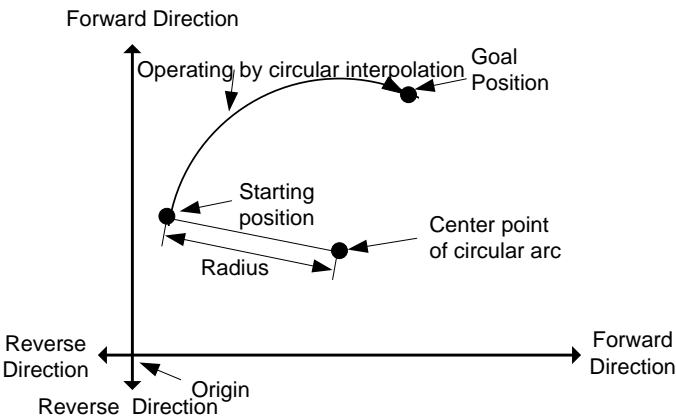 Forward Direction
Operating by circular interpolation
Goal
Position
Starting
position
Center point
of circular arc
Radius
Reverse
Direction
Forward
Direction
Origin
Reverse Direction